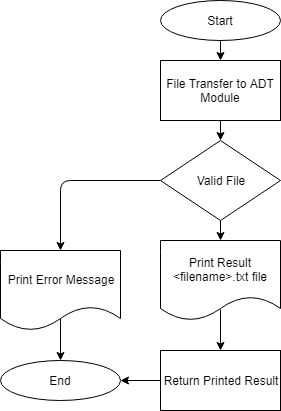 Start
File Transfer to ADT
Module
Valid File
Print Error Message
Print Result
<filename>.txt file
End
Return Printed Result